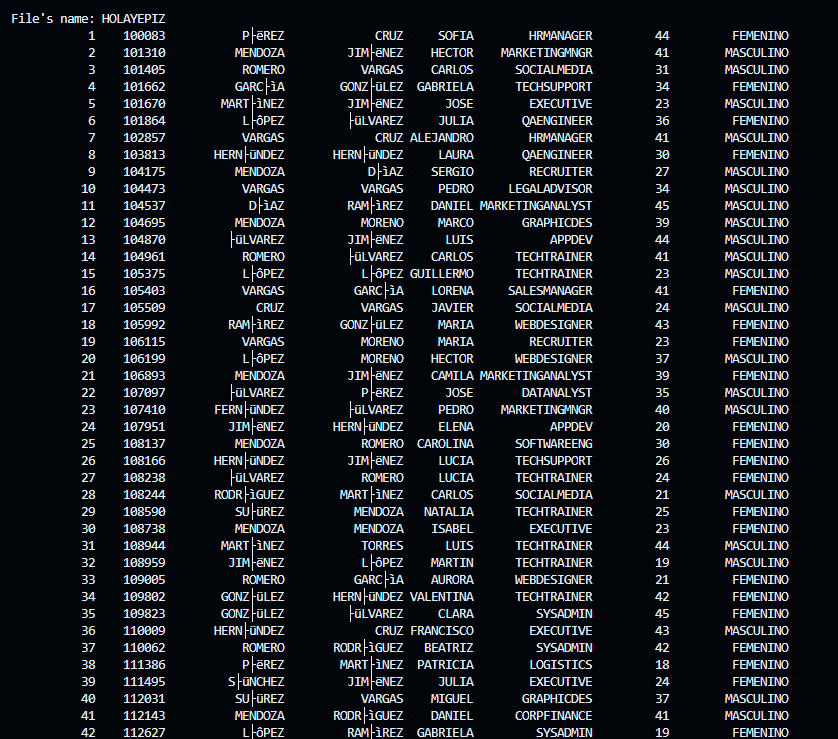 File's name: HOLAYEPIZ
1 100083 P├ëREZ CRUZ SOFIA HRMANAGER 44 FEMENINO
2 101310 MENDOZA JIM├ëNEZ HECTOR MARKETINGMNGR 41 MASCULINO
3 101405 ROMERO VARGAS CARLOS SOCIALMEDIA 31 MASCULINO
4 101662 GARC├ìA GONZ├üLEZ GABRIELA TECHSUPPORT 34 FEMENINO
5 101670 MART├ìNEZ JIM├ëNEZ JOSE EXECUTIVE 23 MASCULINO
6 101864 L├ôPEZ ├üLVAREZ JULIA QAENGINEER 36 FEMENINO
7 102857 VARGAS CRUZ ALEJANDRO HRMANAGER 41 MASCULINO
8 103813 HERN├üNDEZ HERN├üNDEZ LAURA QAENGINEER 30 FEMENINO
9 104175 MENDOZA D├ìAZ SERGIO RECRUITER 27 MASCULINO
10 104473 VARGAS VARGAS PEDRO LEGALADVISOR 34 MASCULINO
11 104537 D├ìAZ RAM├ìREZ DANIEL MARKETINGANALYST 45 MASCULINO
12 104695 MENDOZA MORENO MARCO GRAPHICDES 39 MASCULINO
13 104870 ├üLVAREZ JIM├ëNEZ LUIS APPDEV 44 MASCULINO
14 104961 ROMERO ├üLVAREZ CARLOS TECHTRAINER 41 MASCULINO
15 105375 L├ôPEZ L├ôPEZ GUILLERMO TECHTRAINER 23 MASCULINO
16 105403 VARGAS GARC├ìA LORENA SALESMANAGER 41 FEMENINO
17 105509 CRUZ VARGAS JAVIER SOCIALMEDIA 24 MASCULINO
18 105992 RAM├ìREZ GONZ├üLEZ MARIA WEBDESIGNER 43 FEMENINO
19 106115 VARGAS MORENO MARIA RECRUITER 23 FEMENINO
20 106199 L├ôPEZ MORENO HECTOR WEBDESIGNER 37 MASCULINO
21 106893 MENDOZA JIM├ëNEZ CAMILA MARKETINGANALYST 39 FEMENINO
22 107097 ├üLVAREZ P├ëREZ JOSE DATANALYST 35 MASCULINO
23 107410 FERN├üNDEZ ├üLVAREZ PEDRO MARKETINGMNGR 40 MASCULINO
24 107951 JIM├ëNEZ HERN├üNDEZ ELENA APPDEV 20 FEMENINO
25 108137 MENDOZA ROMERO CAROLINA SOFTWAREENG 30 FEMENINO
26 108166 HERN├üNDEZ JIM├ëNEZ LUCIA TECHSUPPORT 26 FEMENINO
27 108238 ├üLVAREZ ROMERO LUCIA TECHTRAINER 24 FEMENINO
28 108244 RODR├ìGUEZ MART├ìNEZ CARLOS SOCIALMEDIA 21 MASCULINO
29 108590 SU├üREZ MENDOZA NATALIA TECHTRAINER 25 FEMENINO
30 108738 MENDOZA MENDOZA ISABEL EXECUTIVE 23 FEMENINO
31 108944 MART├ìNEZ TORRES LUIS TECHTRAINER 44 MASCULINO
32 108959 JIM├ëNEZ L├ôPEZ MARTIN TECHTRAINER 19 MASCULINO
33 109005 ROMERO GARC├ìA AURORA WEBDESIGNER 21 FEMENINO
34 109802 GONZ├üLEZ HERN├üNDEZ VALENTINA TECHTRAINER 42 FEMENINO
35 109823 GONZ├üLEZ ├üLVAREZ CLARA SYSADMIN 45 FEMENINO
36 110009 HERN├üNDEZ CRUZ FRANCISCO EXECUTIVE 43 MASCULINO
37 110062 ROMERO RODR├ìGUEZ BEATRIZ SYSADMIN 42 FEMENINO
38 111386 P├ëREZ MART├ìNEZ PATRICIA LOGISTICS 18 FEMENINO
39 111495 S├üNCHEZ JIM├ëNEZ JULIA EXECUTIVE 24 FEMENINO
40 112031 SU├üREZ VARGAS MIGUEL GRAPHICDES 37 MASCULINO
41 112143 MENDOZA RODR├ìGUEZ DANIEL CORPFINANCE 41 MASCULINO
42 112627 L├ôPEZ RAM├ìREZ GABRIELA SYSADMIN 19 FEMENINO